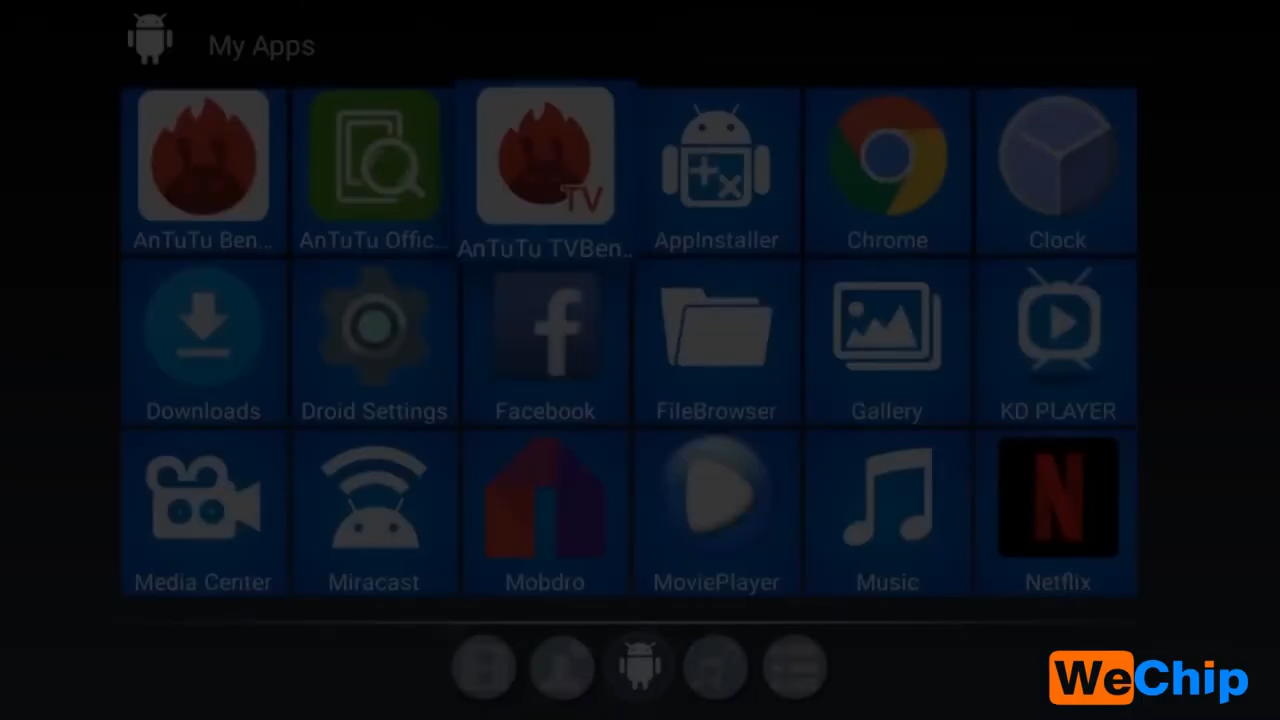 My Apps
TV
AnTuTu Ben...
AnTuTu Offic...
AnTuTu TVBen..
AppInstaller
Chrome
Clock
Downloads
Droid Settings
Facebook
FileBrowser
Gallery
KD PLAYER
Media Center
Miracast
Mobdro
MoviePlayer
Music
Netflix
WeChip